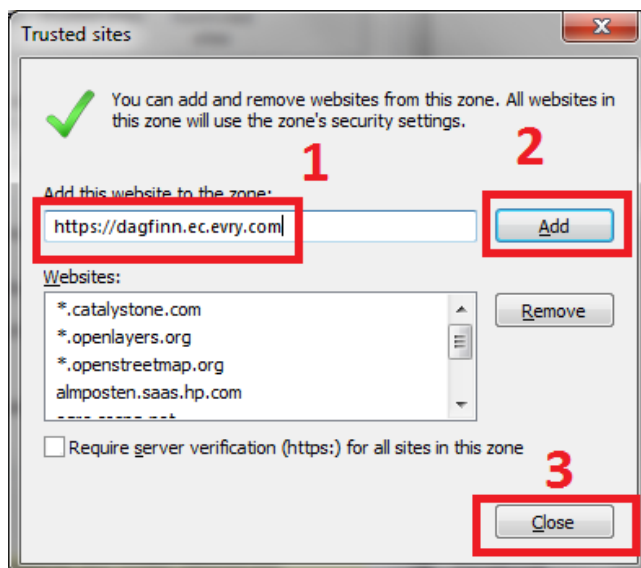 Trusted sites
You can add and remove websites from this zone. All websites in
this zone will use the zone's security settings.
1
2
Add this website to the zone:
https://dagfinn.ec.evry.com
Add
Websites:
*.catalystone.com
*.openlayers.org
*.openstreetmap.org
almposten.saas.hp.com
Remove
Require server verification (https:) for all sites in this zone
3
Close